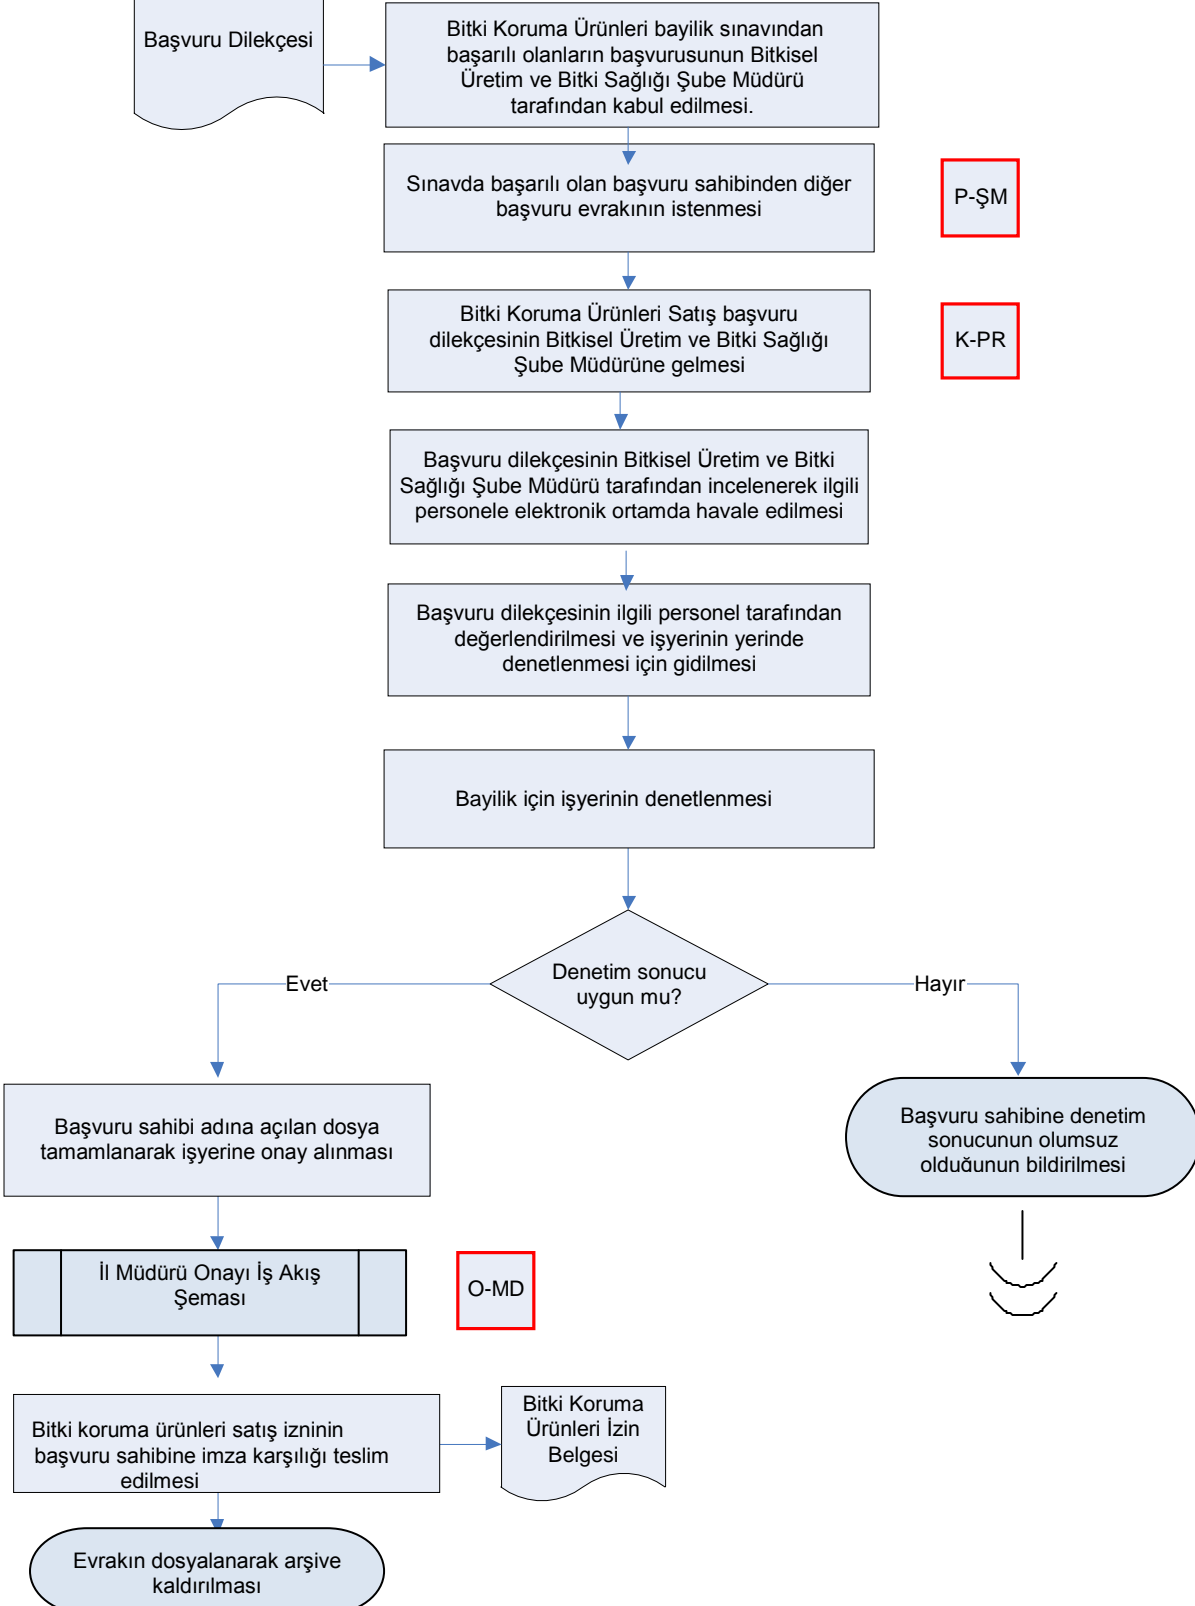 Başvuru Dilekçesi
Bitki Koruma Ürünleri bayilik sınavından
başarılı olanların başvurusunun Bitkisel
Üretim ve Bitki Sağlığı Şube Müdürü
tarafından kabul edilmesi.
Sınavda başarılı olan başvuru sahibinden diğer
başvuru evrakının istenmesi
P-ŞM
Bitki Koruma Ürünleri Satış başvuru
dilekçesinin Bitkisel Üretim ve Bitki Sağlığı
Şube Müdürüne gelmesi
K-PR
Başvuru dilekçesinin Bitkisel Üretim ve Bitki
Sağlığı Şube Müdürü tarafından incelenerek ilgili
personele elektronik ortamda havale edilmesi
Başvuru dilekçesinin ilgili personel tarafından
değerlendirilmesi ve işyerinin yerinde
denetlenmesi için gidilmesi
Bayilik için işyerinin denetlenmesi
Denetim sonucu
uygun mu?
Evet
Hayır
Başvuru sahibi adına açılan dosya
tamamlanarak işyerine onay alınması
Başvuru sahibine denetim
sonucunun olumsuz
olduğunun bildirilmesi
İl Müdürü Onayı İş Akış
Şeması
O-MD
Bitki koruma ürünleri satış izninin
başvuru sahibine imza karşılığı teslim
edilmesi
Bitki Koruma
Ürünleri İzin
Belgesi
Evrakın dosyalanarak arşive
kaldırılması